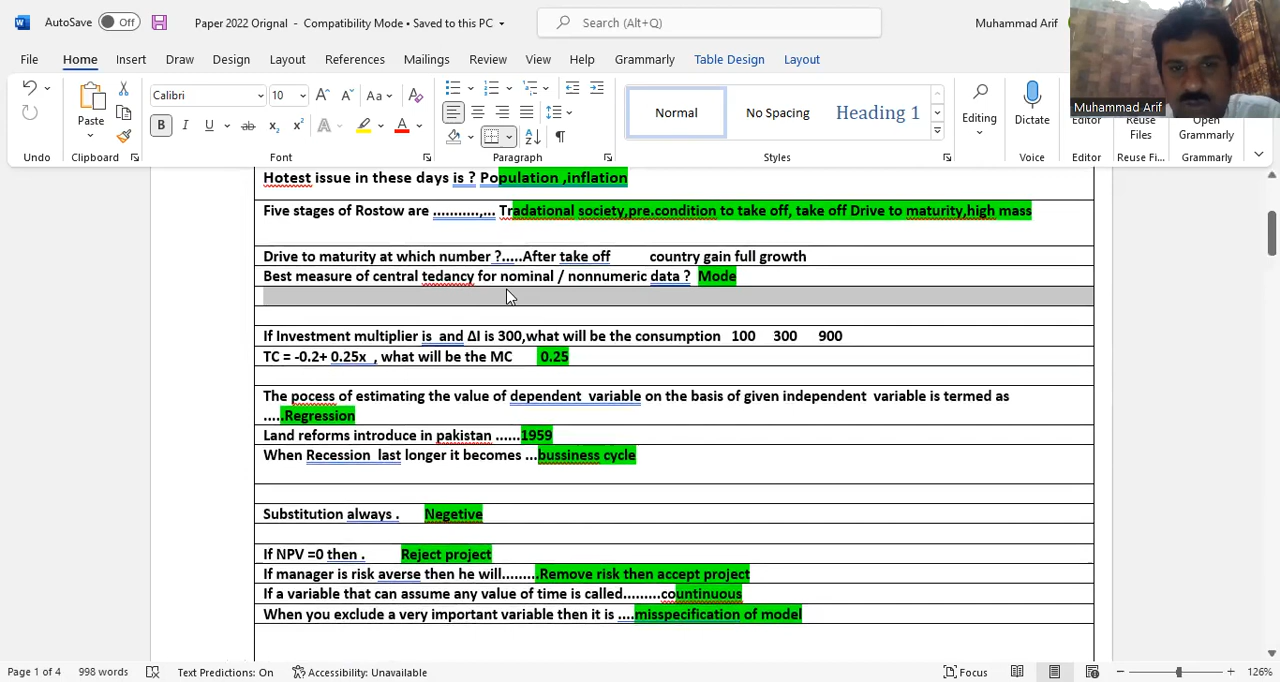 AutoSave Off Paper 2022 Orignal - Compatibility Mode • Saved to this PC Search (Alt+Q) Muhammad Arif
File Home Insert Draw Design Layout References Mailings Review View Help Grammarly Table Design Layout
Muhammad Arif
Paste Calibri 10 Aa Normal No Spacing Heading 1 Editing Dictate Editor Reuse Files Open Grammarly
Undo Clipboard Font Paragraph Styles Voice Editor Reuse Fi... Grammarly
Hotest issue in these days is ? Population ,inflation
Five stages of Rostow are ...........,... Tradational society,pre.condition to take off, take off Drive to maturity,high mass
Drive to maturity at which number ?.....After take off country gain full growth
Best measure of central tedancy for nominal / nonnumeric data ? Mode
If Investment multiplier is and ΔI is 300,what will be the consumption 100 300 900
TC = -0.2+ 0.25x , what will be the MC 0.25
The pocess of estimating the value of dependent variable on the basis of given independent variable is termed as
.....Regression
Land reforms introduce in pakistan ......1959
When Recession last longer it becomes ...bussiness cycle
Substitution always . Negetive
If NPV =0 then . Reject project
If manager is risk averse then he will.........Remove risk then accept project
If a variable that can assume any value of time is called.........countinuous
When you exclude a very important variable then it is ....misspecification of model
Page 1 of 4 998 words Text Predictions: On Accessibility: Unavailable Focus 126%